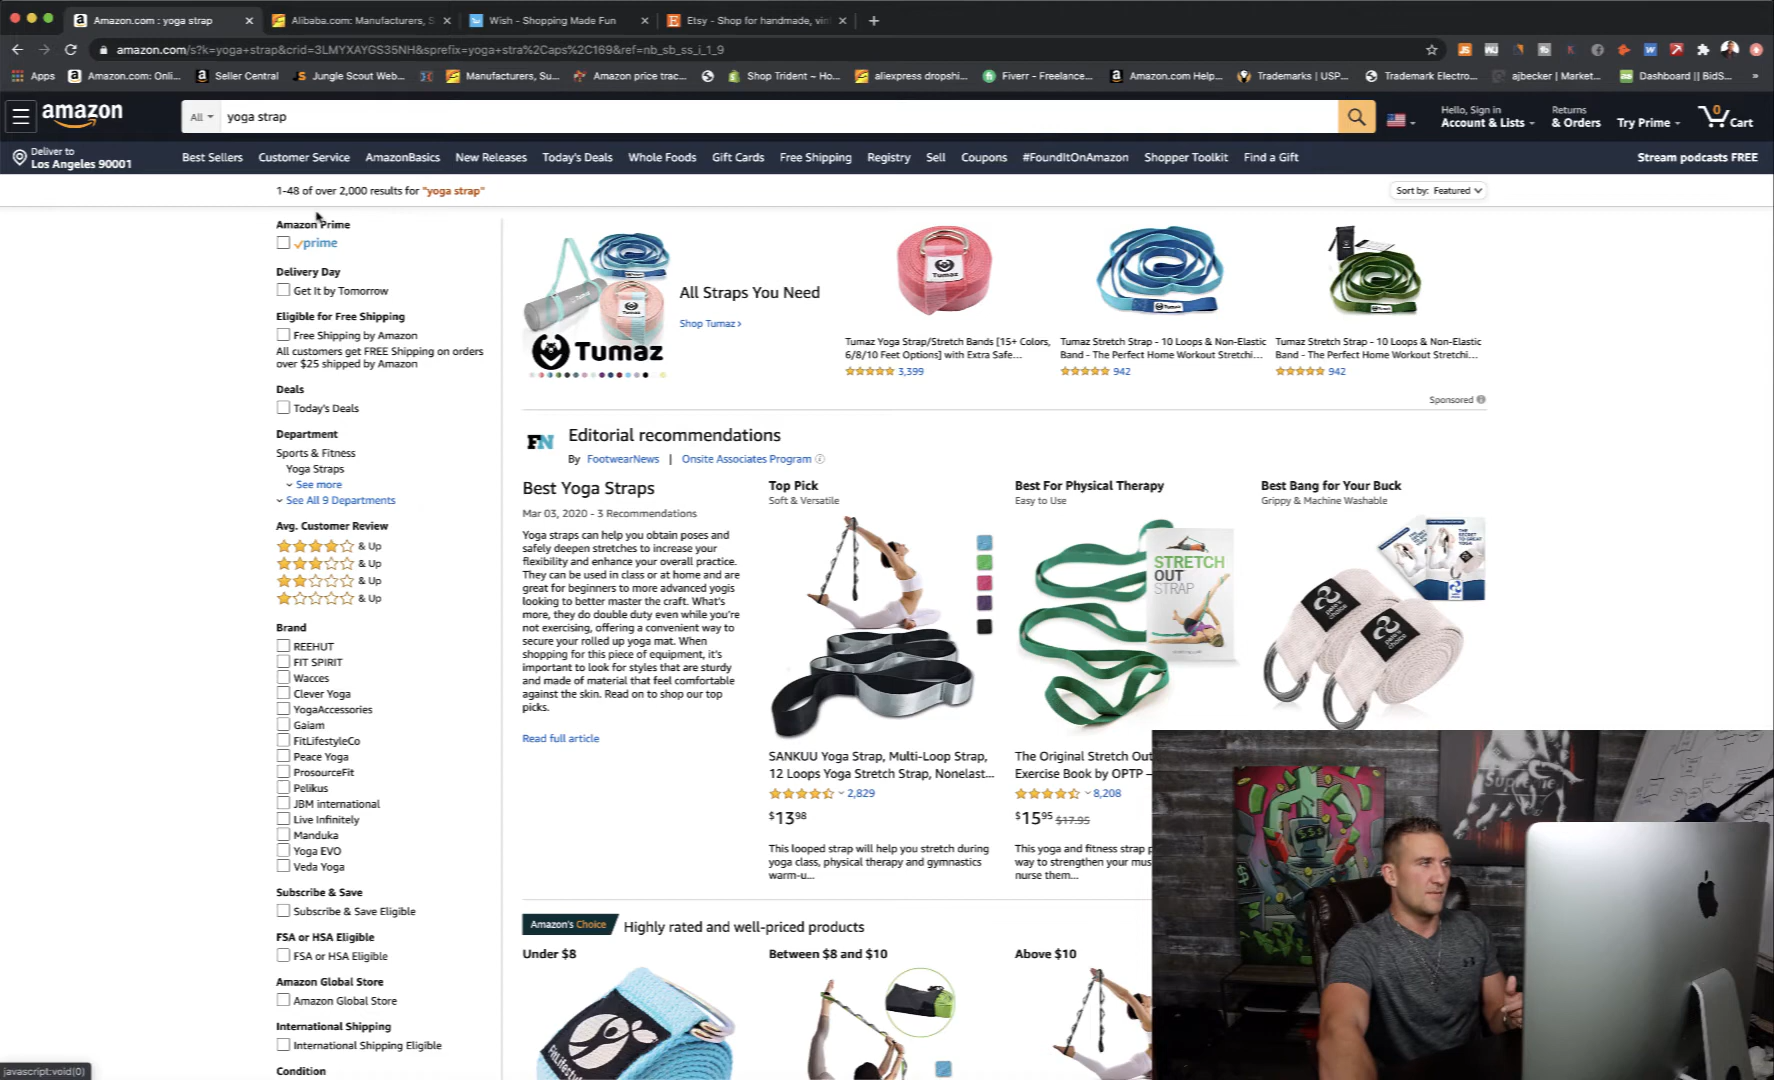 Amazon.com : yoga strap
Alibaba.com: Manufacturers, S
Wish - Shopping Made Fun
Etsy - Shop for handmade, vin
amazon.com/s?k=yoga+strap&crid=3LMYXAYGS35NH&sprefix=yoga+stra%2Caps%2C169&ref=nb_sb_ss_i_1_9
Apps
Amazon.com: Onli...
Seller Central
Jungle Scout Web...
Manufacturers, Su...
Amazon price trac...
Shop Trident ~ Ho...
aliexpress dropshi...
Fiverr - Freelance...
Amazon.com Help...
Trademarks | USP...
Trademark Electro...
ajbecker | Market...
Dashboard || BidS...
amazon
All
yoga strap
Hello, Sign in
Account & Lists
Returns
& Orders
Try Prime
0
Cart
Deliver to
Los Angeles 90001
Best Sellers
Customer Service
AmazonBasics
New Releases
Today's Deals
Whole Foods
Gift Cards
Free Shipping
Registry
Sell
Coupons
#FoundItOnAmazon
Shopper Toolkit
Find a Gift
Stream podcasts FREE
1-48 of over 2,000 results for "yoga strap"
Sort by: Featured
Amazon Prime
prime
Delivery Day
Get It by Tomorrow
Eligible for Free Shipping
Free Shipping by Amazon
All customers get FREE Shipping on orders
over $25 shipped by Amazon
Deals
Today's Deals
Department
Sports & Fitness
Yoga Straps
See more
See All 9 Departments
Avg. Customer Review
& Up
& Up
& Up
& Up
Brand
REEHUT
FIT SPIRIT
Wacces
Clever Yoga
YogaAccessories
Gaiam
FitLifestyleCo
Peace Yoga
ProsourceFit
Pelikus
JBM international
Live Infinitely
Manduka
Yoga EVO
Veda Yoga
Subscribe & Save
Subscribe & Save Eligible
FSA or HSA Eligible
FSA or HSA Eligible
Amazon Global Store
Amazon Global Store
International Shipping
International Shipping Eligible
Condition
javascript:void(0)
Tumaz
All Straps You Need
Shop Tumaz
Tumaz
Tumaz Yoga Strap/Stretch Bands [15+ Colors,
6/8/10 Feet Options] with Extra Safe...
3,399
Tumaz
Tumaz Stretch Strap - 10 Loops & Non-Elastic
Band - The Perfect Home Workout Stretchi...
942
Tumaz
Tumaz Stretch Strap - 10 Loops & Non-Elastic
Band - The Perfect Home Workout Stretchi...
942
Sponsored
FN
Editorial recommendations
By FootwearNews | Onsite Associates Program
Best Yoga Straps
Mar 03, 2020 - 3 Recommendations
Yoga straps can help you obtain poses and
safely deepen stretches to increase your
flexibility and enhance your overall practice.
They can be used in class or at home and are
great for beginners to more advanced yogis
looking to better master the craft. What's
more, they do double duty even while you're
not exercising, offering a convenient way to
secure your rolled up yoga mat. When
shopping for this piece of equipment, it's
important to look for styles that are sturdy
and made of material that feel comfortable
against the skin. Read on to shop our top
picks.
Read full article
Top Pick
Soft & Versatile
SANKUU Yoga Strap, Multi-Loop Strap,
12 Loops Yoga Stretch Strap, Nonelast...
2,829
$13 98
This looped strap will help you stretch during
yoga class, physical therapy and gymnastics
warm-u...
Best For Physical Therapy
Easy to Use
STRETCH
OUT
STRAP
The Original Stretch Out
Exercise Book by OPTP –
8,208
$15 95 $17.95
This yoga and fitness strap p
way to strengthen your mus
nurse them...
Best Bang for Your Buck
Grippy & Machine Washable
Supreme
Amazon's Choice
Highly rated and well-priced products
Under $8
Between $8 and $10
Above $10